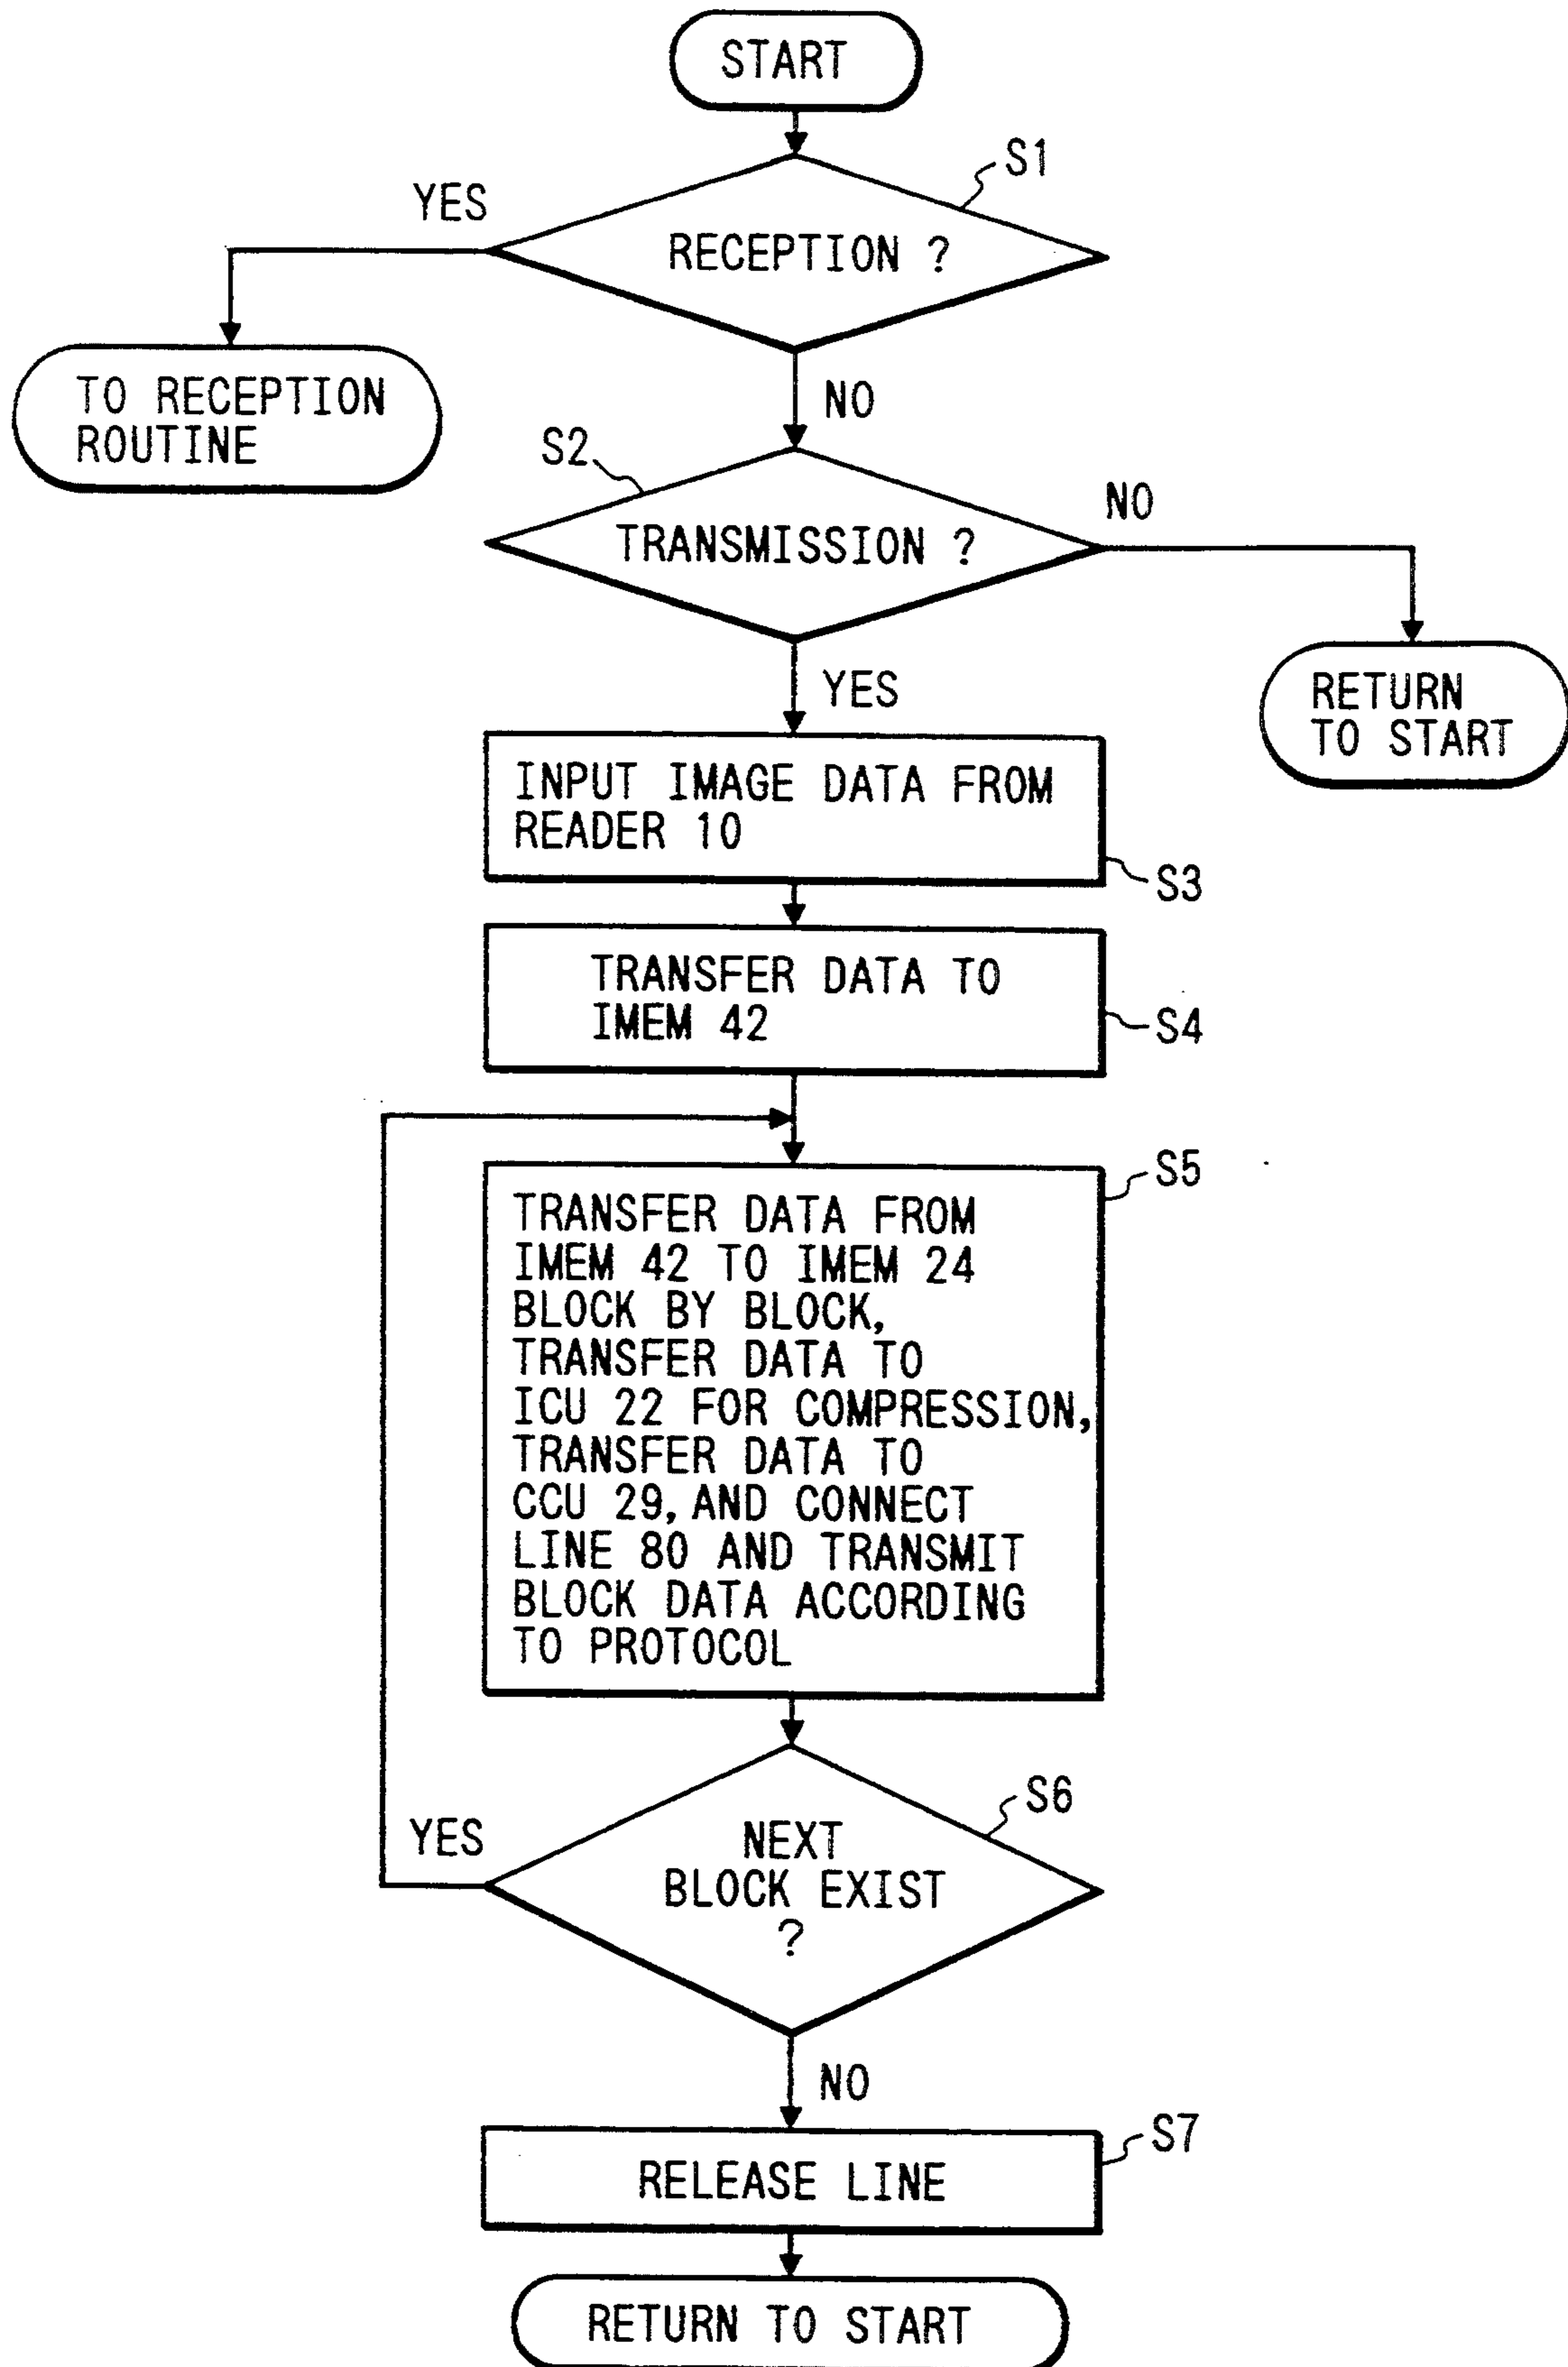 START
S1
YES
RECEPTION ?
TO RECEPTION
ROUTINE
NO
S2
NO
TRANSMISSION ?
YES
RETURN
TO START
INPUT IMAGE DATA FROM
READER 10
S3
TRANSFER DATA TO
IMEM 42
S4
S5
TRANSFER DATA FROM
IMEM 42 TO IMEM 24
BLOCK BY BLOCK,
TRANSFER DATA TO
ICU 22 FOR COMPRESSION,
TRANSFER DATA TO
CCU 29, AND CONNECT
LINE 80 AND TRANSMIT
BLOCK DATA ACCORDING
TO PROTOCOL
S6
YES
NEXT
BLOCK EXIST
?
NO
S7
RELEASE LINE
RETURN TO START